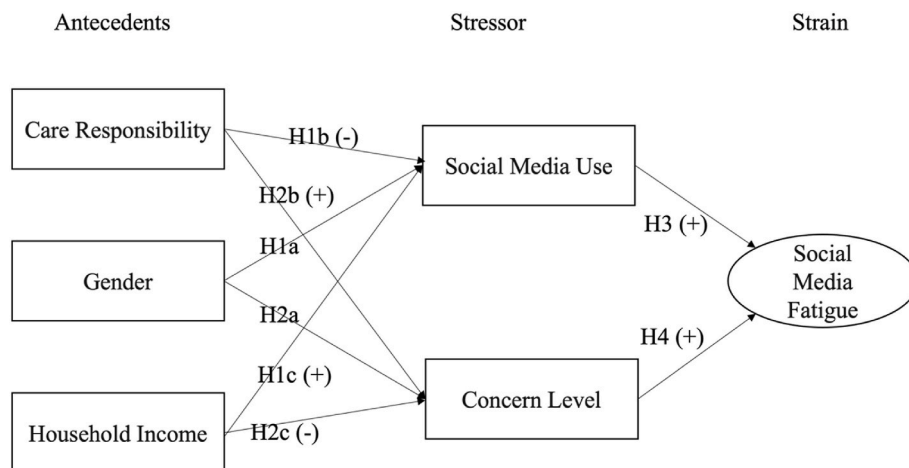 Antecedents
Stressor
Strain
Care Responsibility
H1b (-)
Social Media Use
H2b (+)
H3 (+)
H1a
Gender
Social
Media
Fatigue
H2a
H4 (+)
H1c (+)
Concern Level
Household Income
H2c (-)